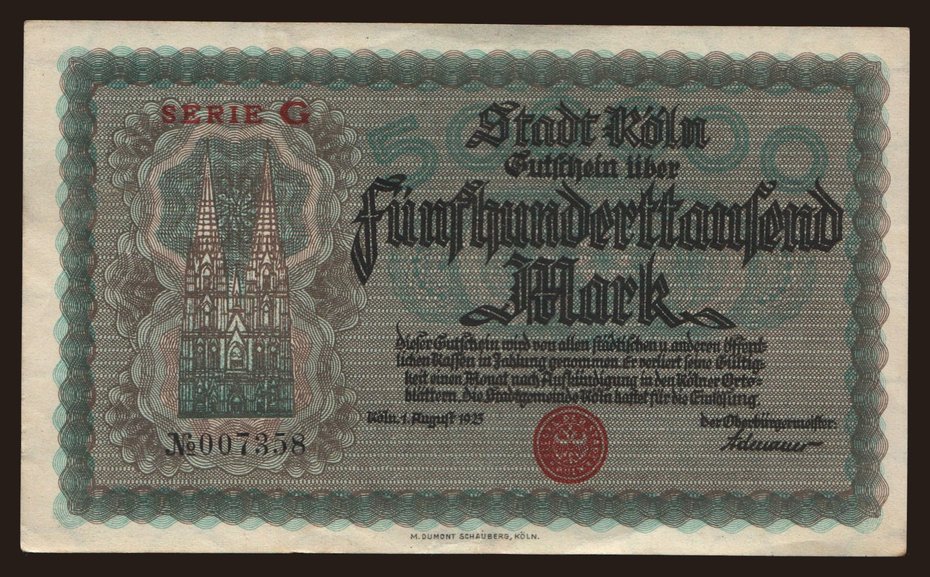 SERIE G
Stadt Köln
Gutschein über
Fünfhunderttausend
Mark
Dieser Gutschein wird von allen städtischen u. anderen öffent-
lichen Kassen in Zahlung genommen. Er verliert seine Gültig-
keit einen Monat nach Aufkündigung in den Kölner Orts-
blättern. Die Stadtgemeinde Köln haftet für die Einlösung.
Köln, 1. August 1923
der Oberbürgermeister:
Adenauer
№007358
M. DUMONT SCHAUBERG, KÖLN.